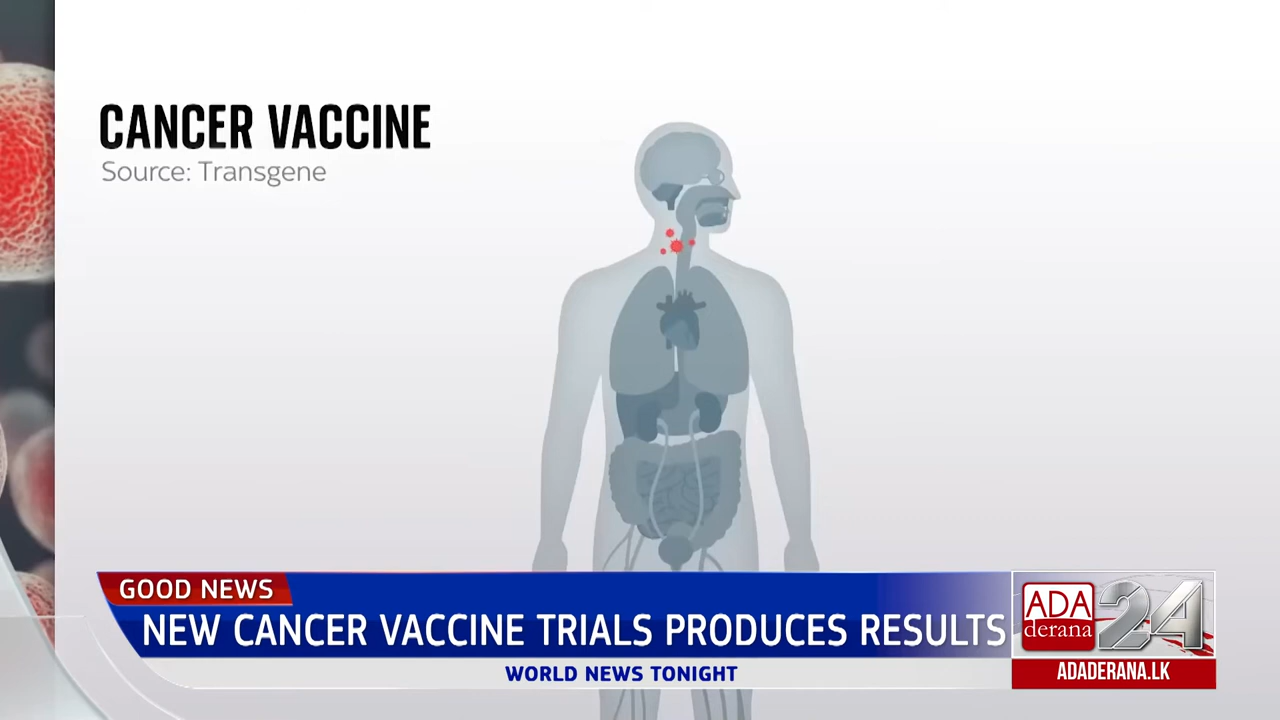 CANCER VACCINE
Source: Transgene
GOOD NEWS
NEW CANCER VACCINE TRIALS PRODUCES RESULTS
WORLD NEWS TONIGHT
ADA
derana
24
ADADERANA.LK